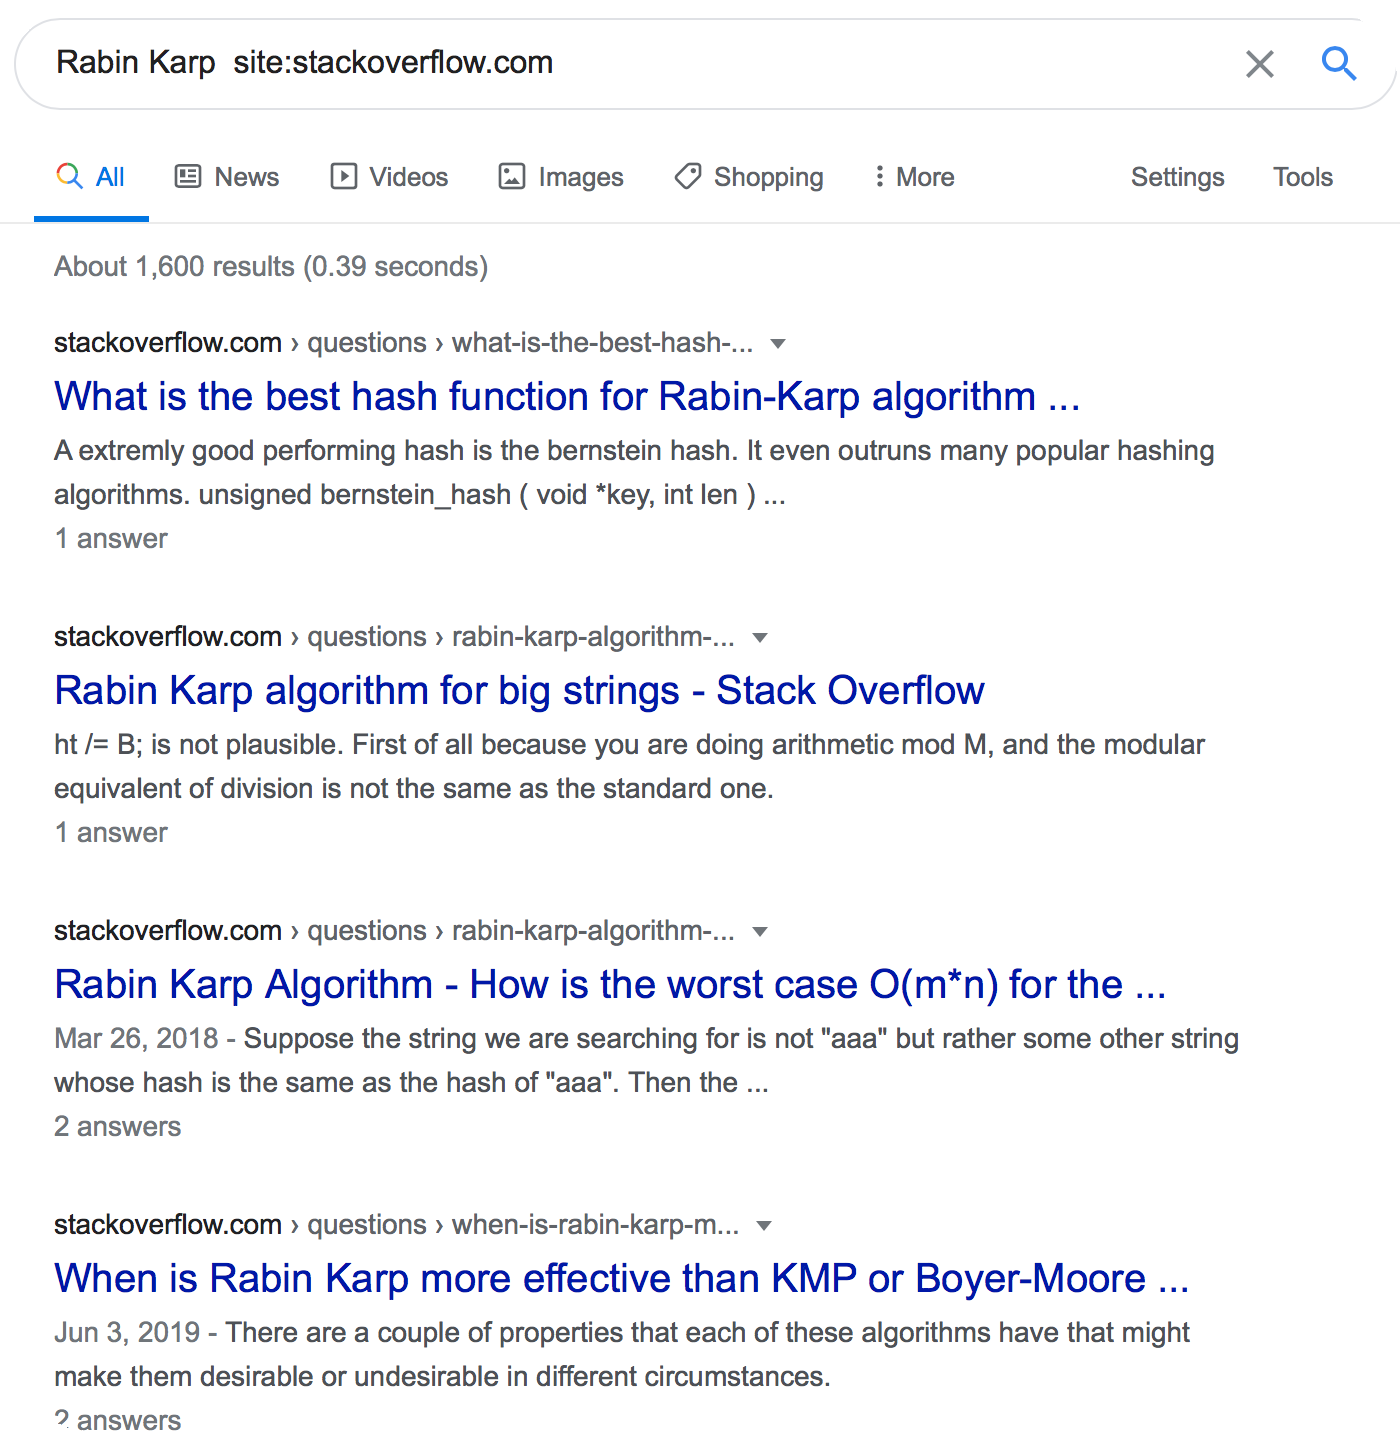 Rabin Karp  site:stackoverflow.com
All News Videos Images Shopping More Settings Tools
About 1,600 results (0.39 seconds)
stackoverflow.com › questions › what-is-the-best-hash-...
What is the best hash function for Rabin-Karp algorithm ...
A extremly good performing hash is the bernstein hash. It even outruns many popular hashing
algorithms. unsigned bernstein_hash ( void *key, int len ) ...
1 answer
stackoverflow.com › questions › rabin-karp-algorithm-...
Rabin Karp algorithm for big strings - Stack Overflow
ht /= B; is not plausible. First of all because you are doing arithmetic mod M, and the modular
equivalent of division is not the same as the standard one.
1 answer
stackoverflow.com › questions › rabin-karp-algorithm-...
Rabin Karp Algorithm - How is the worst case O(m*n) for the ...
Mar 26, 2018 - Suppose the string we are searching for is not "aaa" but rather some other string
whose hash is the same as the hash of "aaa". Then the ...
2 answers
stackoverflow.com › questions › when-is-rabin-karp-m...
When is Rabin Karp more effective than KMP or Boyer-Moore ...
Jun 3, 2019 - There are a couple of properties that each of these algorithms have that might
make them desirable or undesirable in different circumstances.
2 answers